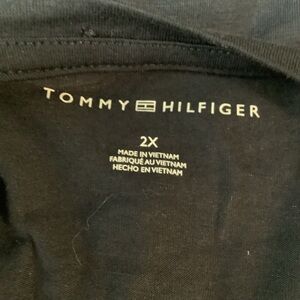 TOMMY HILFIGER
2X
MADE IN VIETNAM
FABRIQUÉ AU VIETNAM
HECHO EN VIETNAM